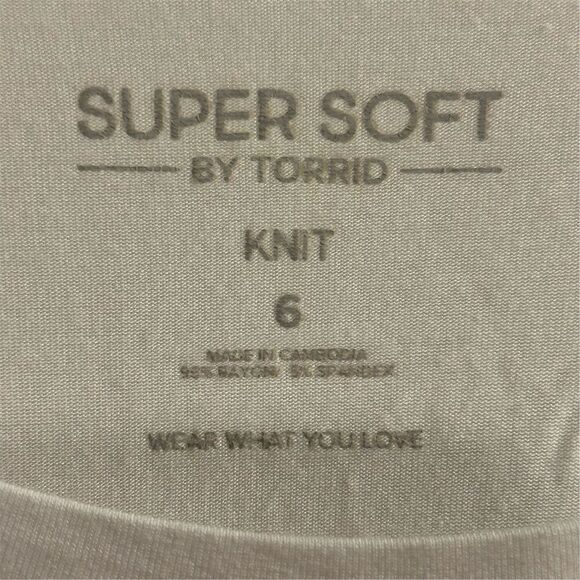 SUPER SOFT
BY TORRID
KNIT
6
MADE IN CAMBODIA
95% RAYON/ 5% SPANDEX
WEAR WHAT YOU LOVE